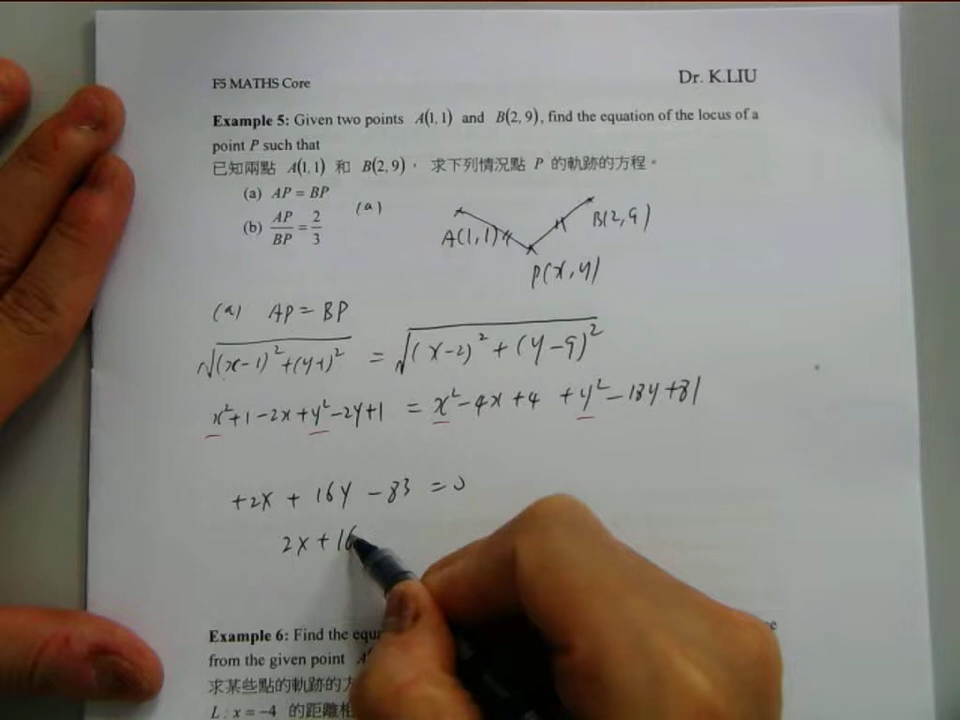 F5 MATHS Core Dr. K.LIU
Example 5: Given two points A(1,1) and B(2,9), find the equation of the locus of a
point P such that
已知兩點 A(1,1) 和 B(2,9)， 求下列情況點 P 的軌跡的方程。
(a) AP = BP
(b) AP/BP = 2/3
(a)
A(1,1)
B(2,9)
P(x,y)
(a) AP = BP
√(x-1)²+(y-1)² = √(x-2)²+(y-9)²
x²+1-2x+y²-2y+1 = x²-4x+4 +y²-18y+81
+2x + 16y - 83 = 0
2x+16
Example 6: Find the
from the given point
求某些點的軌跡的方
L : x = -4 的距離相